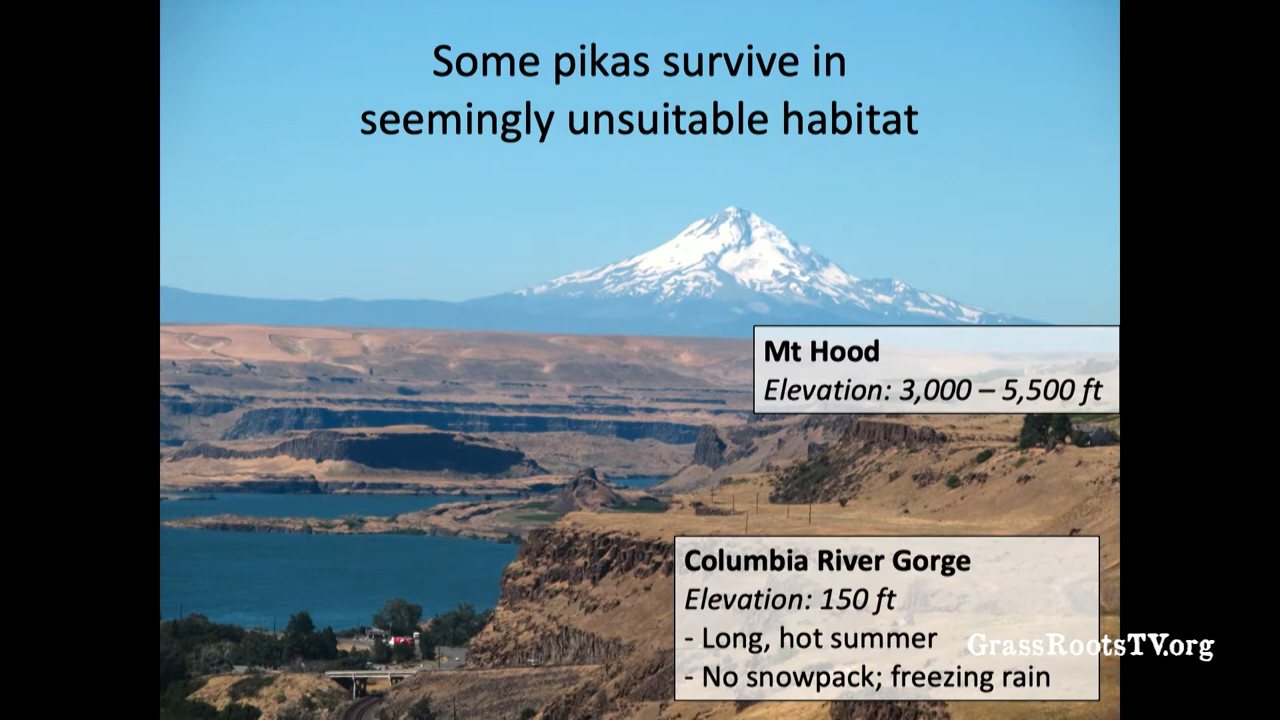 Some pikas survive in
seemingly unsuitable habitat
Mt Hood
Elevation: 3,000 – 5,500 ft
Columbia River Gorge
Elevation: 150 ft
- Long, hot summer
- No snowpack; freezing rain
GrassRootsTV.org